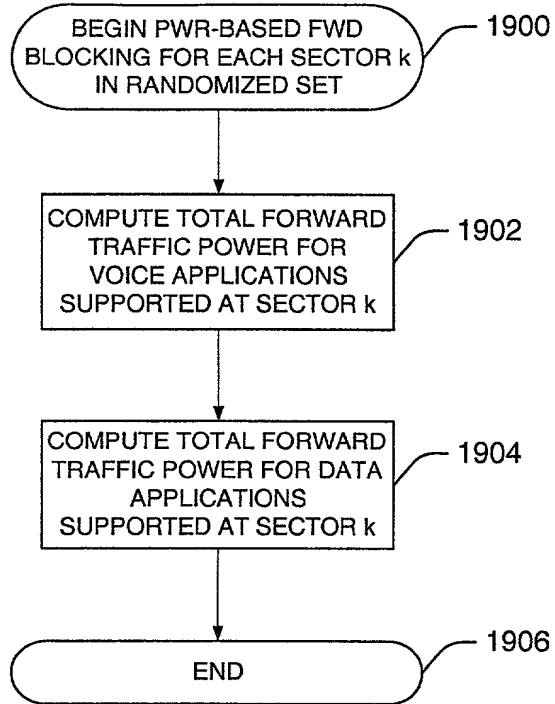 BEGIN PWR-BASED FWD
BLOCKING FOR EACH SECTOR k
IN RANDOMIZED SET
1900
COMPUTE TOTAL FORWARD
TRAFFIC POWER FOR
VOICE APPLICATIONS
SUPPORTED AT SECTOR k
1902
COMPUTE TOTAL FORWARD
TRAFFIC POWER FOR DATA
APPLICATIONS
SUPPORTED AT SECTOR k
1904
END
1906